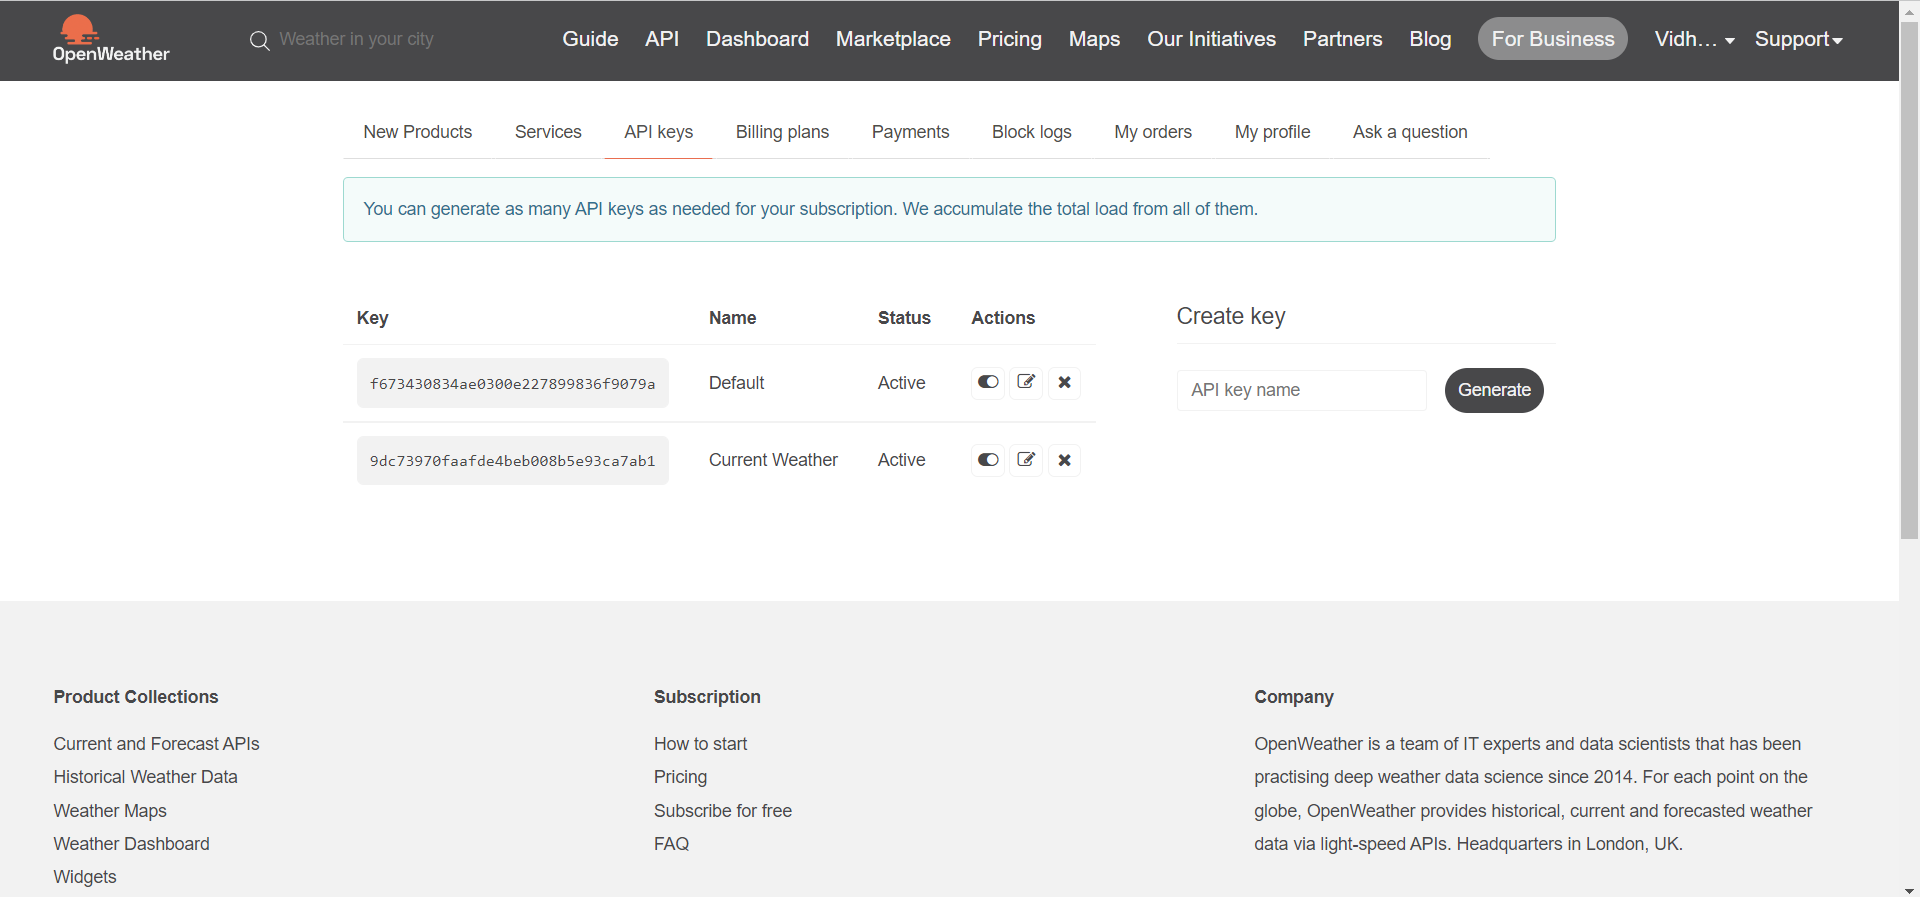 OpenWeather
Weather in your city
Guide API Dashboard Marketplace Pricing Maps Our Initiatives Partners Blog For Business Vidh... Support
New Products Services API keys Billing plans Payments Block logs My orders My profile Ask a question
You can generate as many API keys as needed for your subscription. We accumulate the total load from all of them.
Key Name Status Actions
f673430834ae0300e227899836f9079a Default Active
9dc73970faafde4beb008b5e93ca7ab1 Current Weather Active
Create key
API key name Generate
Product Collections
Current and Forecast APIs
Historical Weather Data
Weather Maps
Weather Dashboard
Widgets
Subscription
How to start
Pricing
Subscribe for free
FAQ
Company
OpenWeather is a team of IT experts and data scientists that has been
practising deep weather data science since 2014. For each point on the
globe, OpenWeather provides historical, current and forecasted weather
data via light-speed APIs. Headquarters in London, UK.